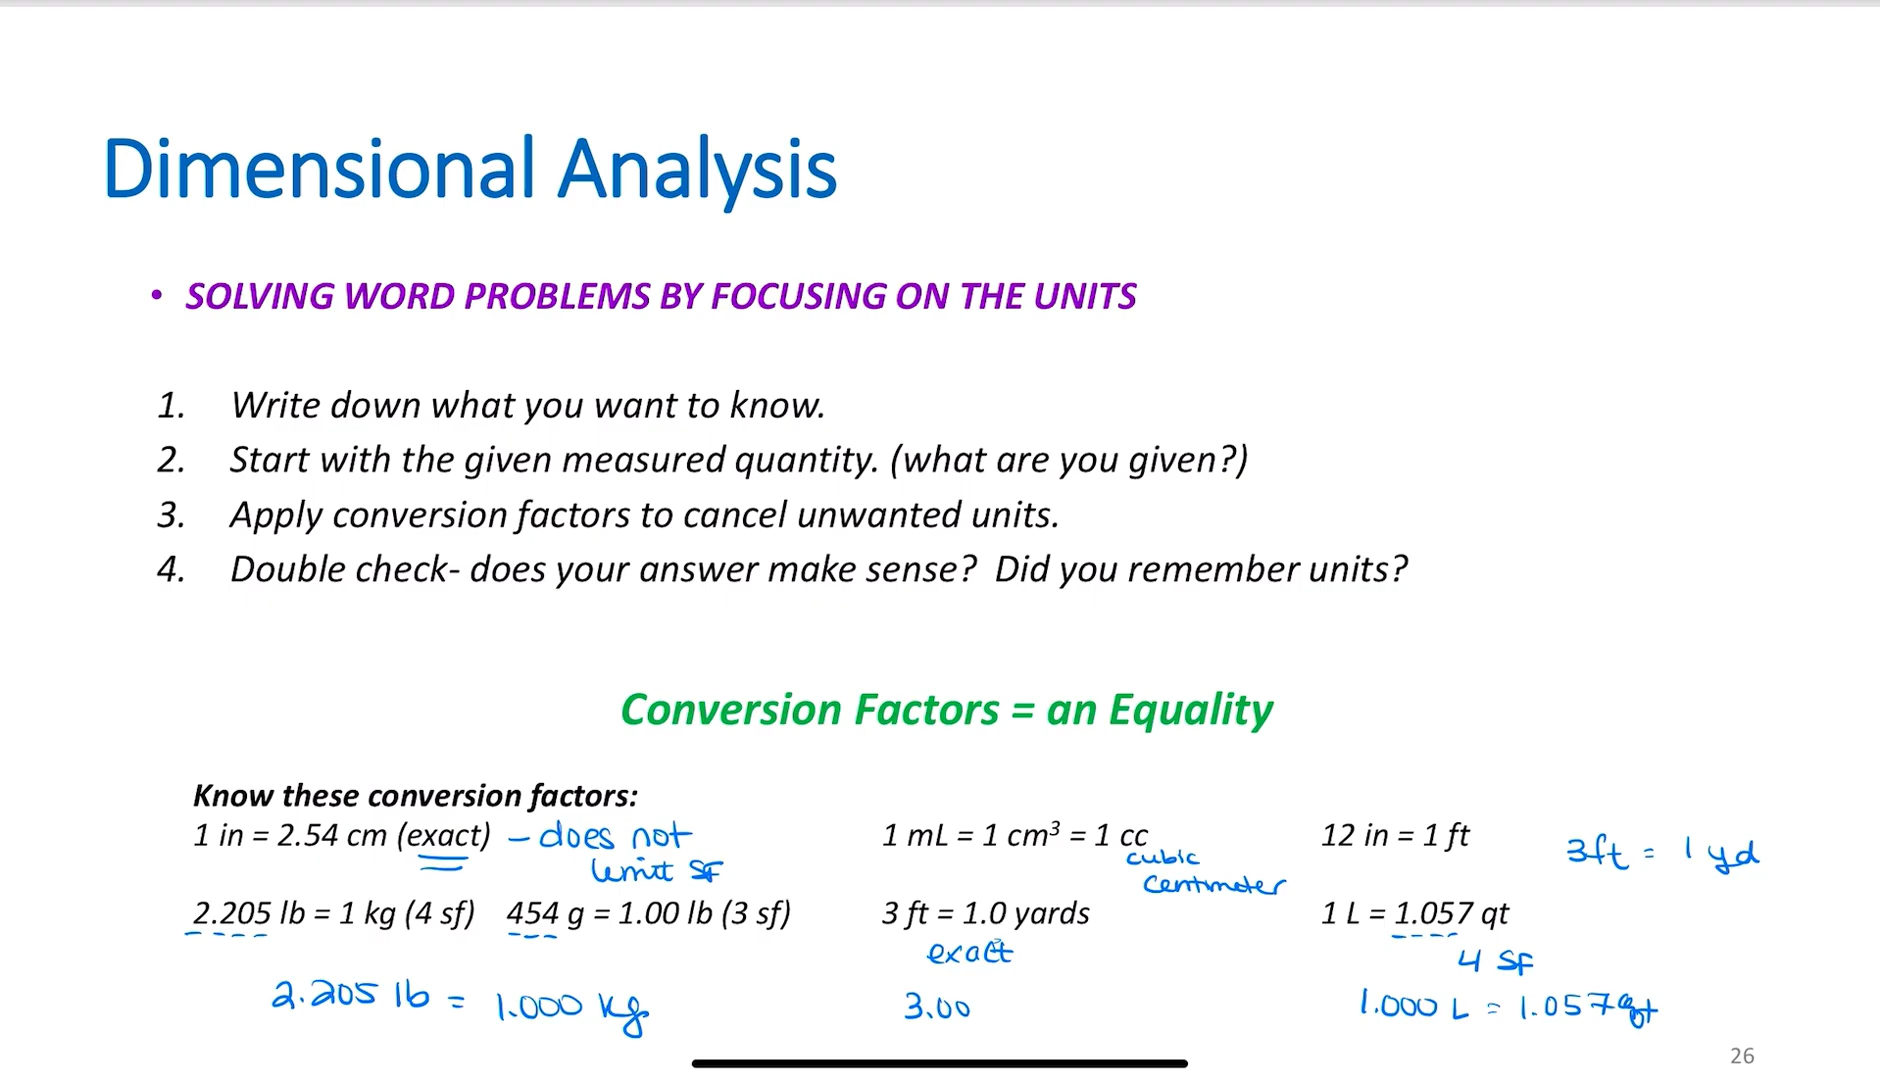 Dimensional Analysis
• SOLVING WORD PROBLEMS BY FOCUSING ON THE UNITS
1. Write down what you want to know.
2. Start with the given measured quantity. (what are you given?)
3. Apply conversion factors to cancel unwanted units.
4. Double check- does your answer make sense? Did you remember units?
Conversion Factors = an Equality
Know these conversion factors:
1 in = 2.54 cm (exact) – does not limit SF
1 mL = 1 cm³ = 1 cc
cubic
centimeter
12 in = 1 ft
3ft = 1 yd
2.205 lb = 1 kg (4 sf) 454 g = 1.00 lb (3 sf)
3 ft = 1.0 yards
1 L = 1.057 qt
exact
4 SF
2.205 lb = 1.000 kg
3.00
1.000 L = 1.057 qt
26